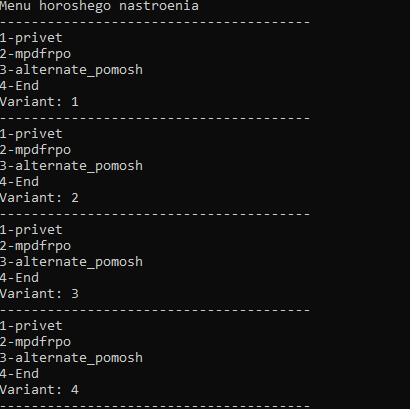 Menu horoshego nastroenia
---------------------------------------
1-privet
2-mpdfrpo
3-alternate_pomosh
4-End
Variant: 1
---------------------------------------
1-privet
2-mpdfrpo
3-alternate_pomosh
4-End
Variant: 2
---------------------------------------
1-privet
2-mpdfrpo
3-alternate_pomosh
4-End
Variant: 3
---------------------------------------
1-privet
2-mpdfrpo
3-alternate_pomosh
4-End
Variant: 4
---------------------------------------